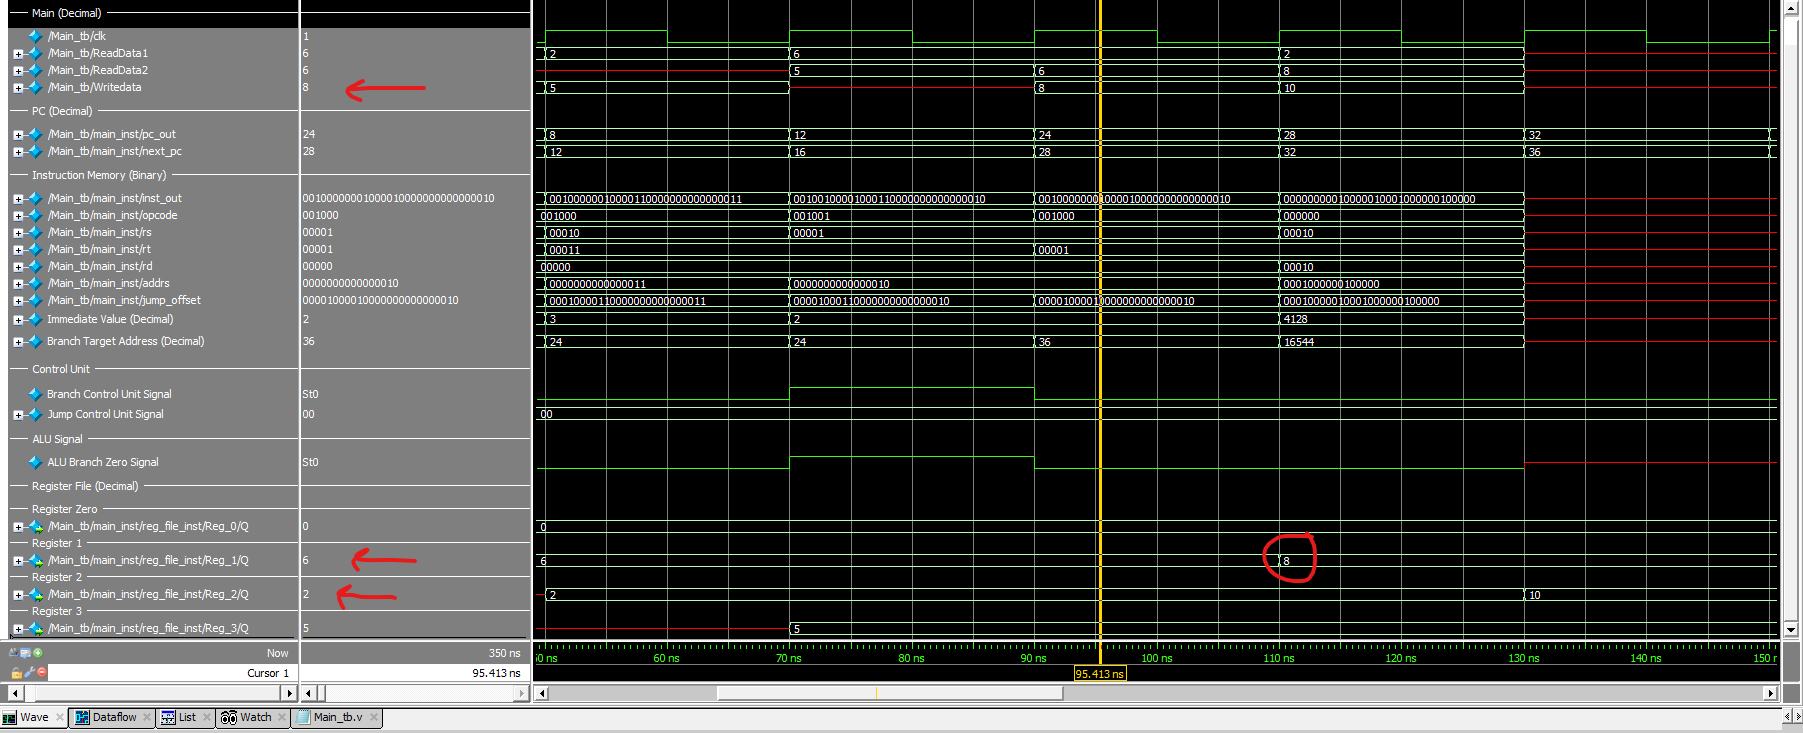 Main (Decimal)
/Main_tb/clk 1
/Main_tb/ReadData1 6 2 6 2
/Main_tb/ReadData2 6 5 6 8
/Main_tb/Writedata 8 5 8 10
PC (Decimal)
/Main_tb/main_inst/pc_out 24 8 12 24 28 32
/Main_tb/main_inst/next_pc 28 12 16 28 32 36
Instruction Memory (Binary)
/Main_tb/main_inst/inst_out 00100000001000010000000000000010 00100000010000110000000000000011 00100100001000110000000000000010 00100000001000010000000000000010 00000000010000010001000000100000
/Main_tb/main_inst/opcode 001000 001000 001001 001000 000000
/Main_tb/main_inst/rs 00001 00010 00001 00010
/Main_tb/main_inst/rt 00001 00011 00001
/Main_tb/main_inst/rd 00000 00000 00010
/Main_tb/main_inst/addrs 0000000000000010 0000000000000011 0000000000000010 0001000000100000
/Main_tb/main_inst/jump_offset 00001000010000000000000010 00010000110000000000000011 00001000110000000000000010 00001000010000000000000010 00010000010001000000100000
Immediate Value (Decimal) 2 3 2 4128
Branch Target Address (Decimal) 36 24 24 36 16544
Control Unit
Branch Control Unit Signal St0
Jump Control Unit Signal 00 00
ALU Signal
ALU Branch Zero Signal St0
Register File (Decimal)
Register Zero
/Main_tb/main_inst/reg_file_inst/Reg_0/Q 0 0
Register 1
/Main_tb/main_inst/reg_file_inst/Reg_1/Q 6 6 8
Register 2
/Main_tb/main_inst/reg_file_inst/Reg_2/Q 2 2 10
Register 3
/Main_tb/main_inst/reg_file_inst/Reg_3/Q 5 5
Now 350 ns 60 ns 70 ns 80 ns 90 ns 100 ns 110 ns 120 ns 130 ns 140 ns
Cursor 1 95.413 ns 95.413 ns
Wave Dataflow List Watch Main_tb.v